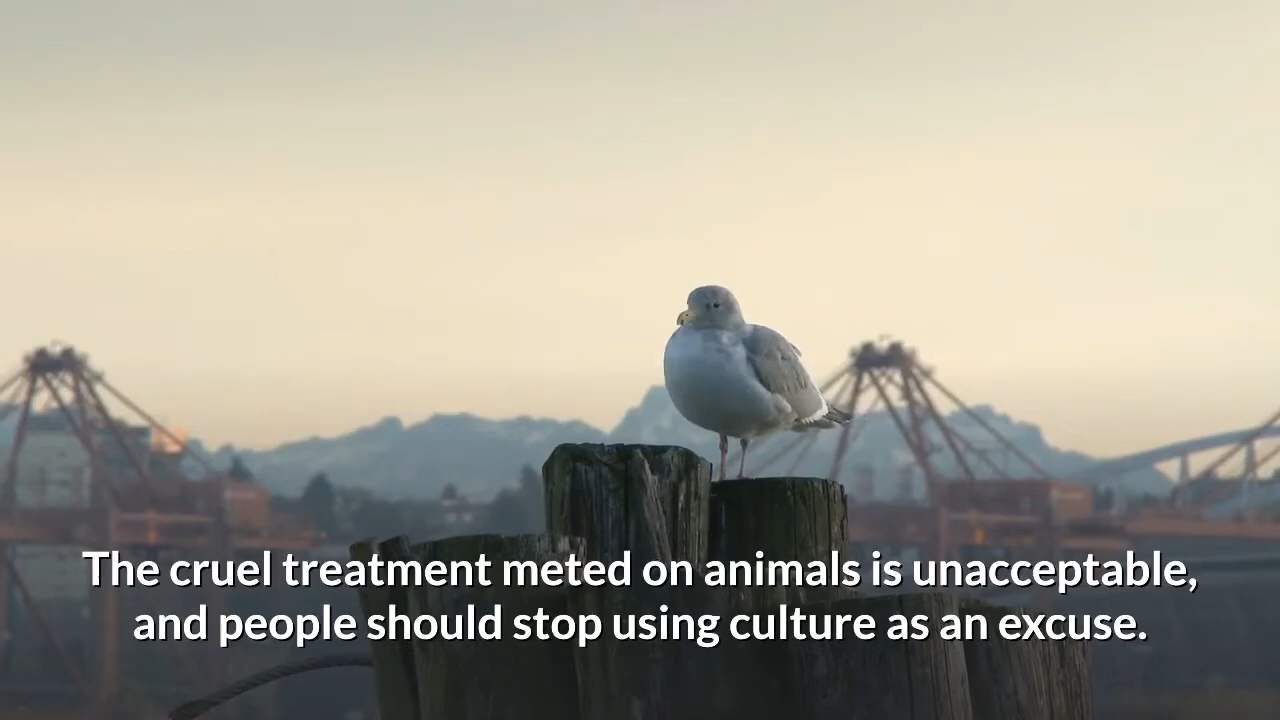 The cruel treatment meted on animals is unacceptable,
and people should stop using culture as an excuse.